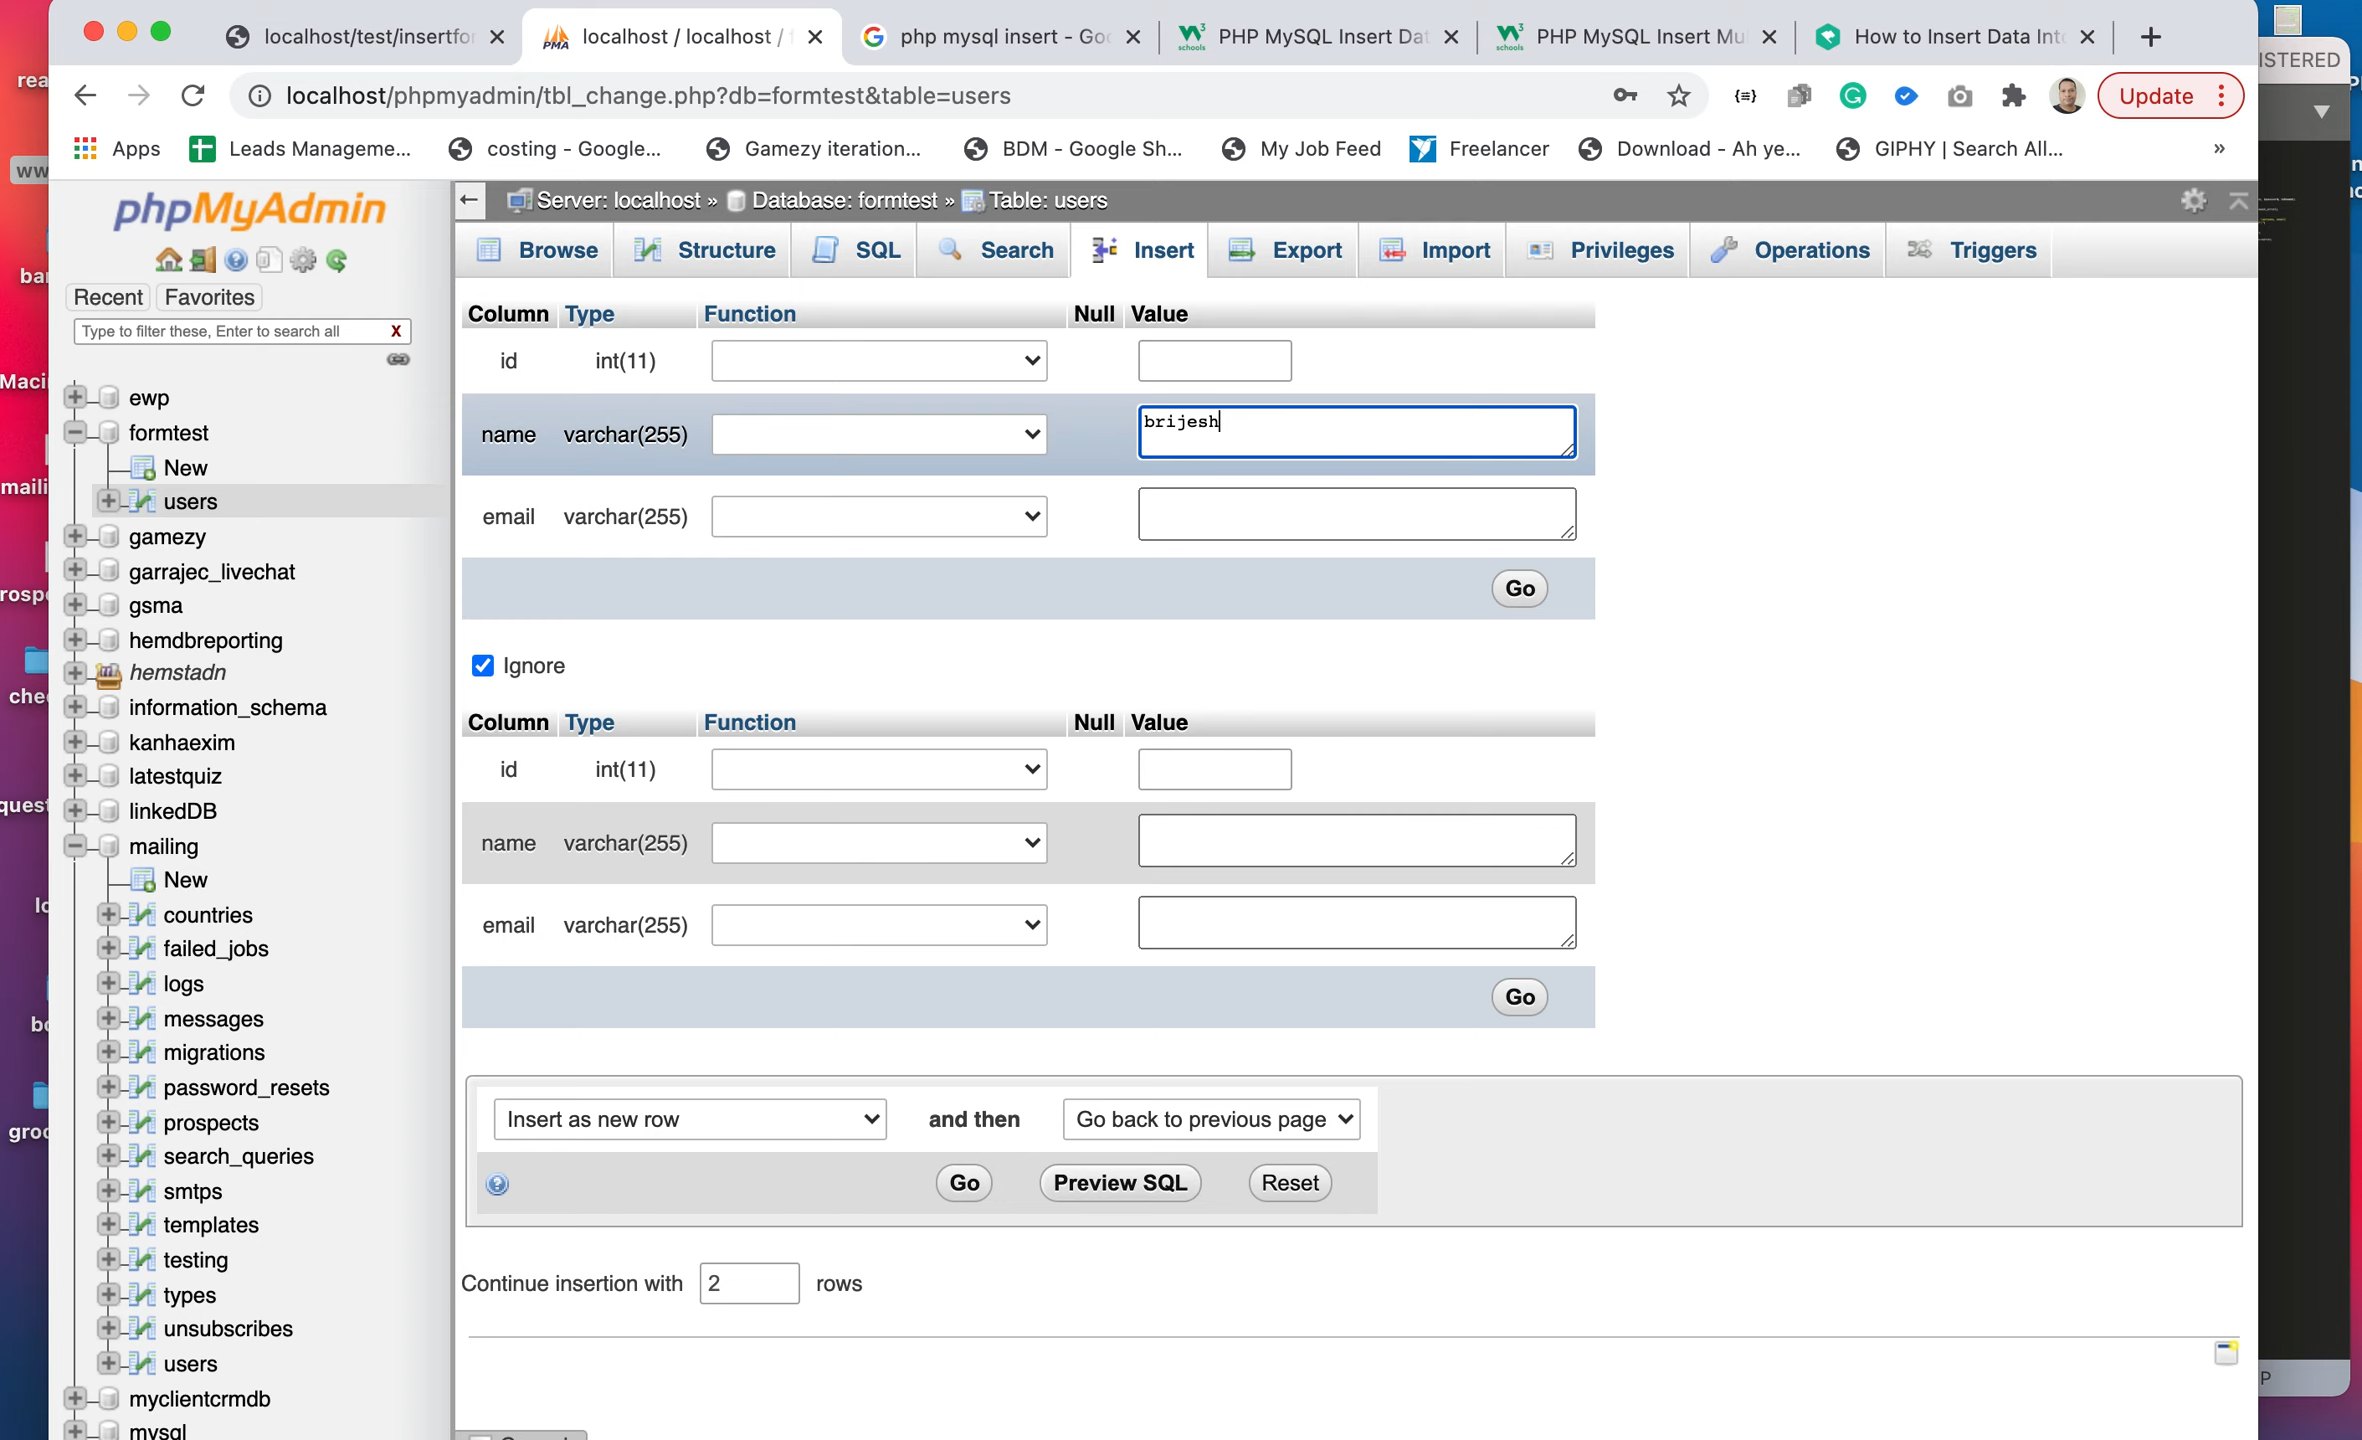 localhost/test/insertfor
localhost / localhost /
php mysql insert - Goo
PHP MySQL Insert Dat
PHP MySQL Insert Mu
How to Insert Data Into
localhost/phpmyadmin/tbl_change.php?db=formtest&table=users
Update
Apps
Leads Manageme...
costing - Google...
Gamezy iteration...
BDM - Google Sh...
My Job Feed
Freelancer
Download - Ah ye...
GIPHY | Search All...
»
phpMyAdmin
Recent
Favorites
Type to filter these, Enter to search all
X
ewp
formtest
New
users
gamezy
garrajec_livechat
gsma
hemdbreporting
hemstadn
information_schema
kanhaexim
latestquiz
linkedDB
mailing
New
countries
failed_jobs
logs
messages
migrations
password_resets
prospects
search_queries
smtps
templates
testing
types
unsubscribes
users
myclientcrmdb
mysql
Server: localhost » Database: formtest » Table: users
Browse Structure SQL Search Insert Export Import Privileges Operations Triggers
Column Type Function Null Value
id int(11)
name varchar(255) brijesh
email varchar(255)
Go
Ignore
Column Type Function Null Value
id int(11)
name varchar(255)
email varchar(255)
Go
Insert as new row and then Go back to previous page
Go Preview SQL Reset
Continue insertion with 2 rows
ISTERED